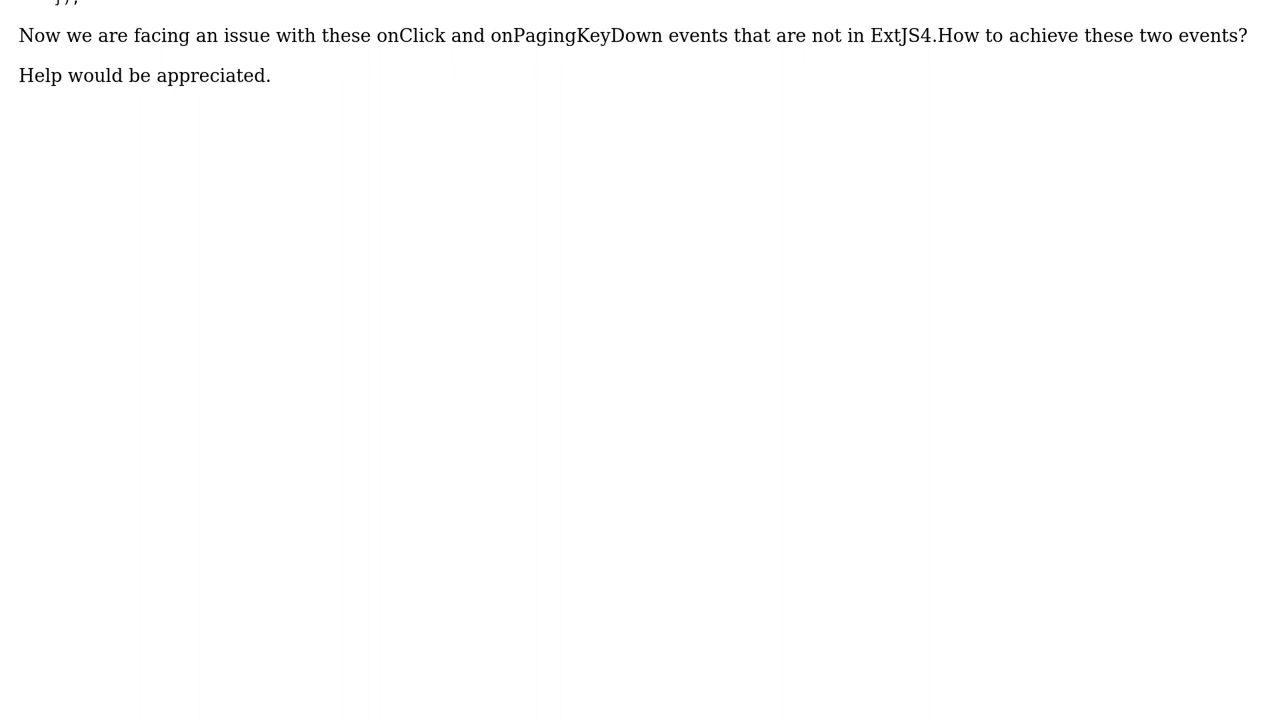 });
Now we are facing an issue with these onClick and onPagingKeyDown events that are not in ExtJS4.How to achieve these two events?
Help would be appreciated.